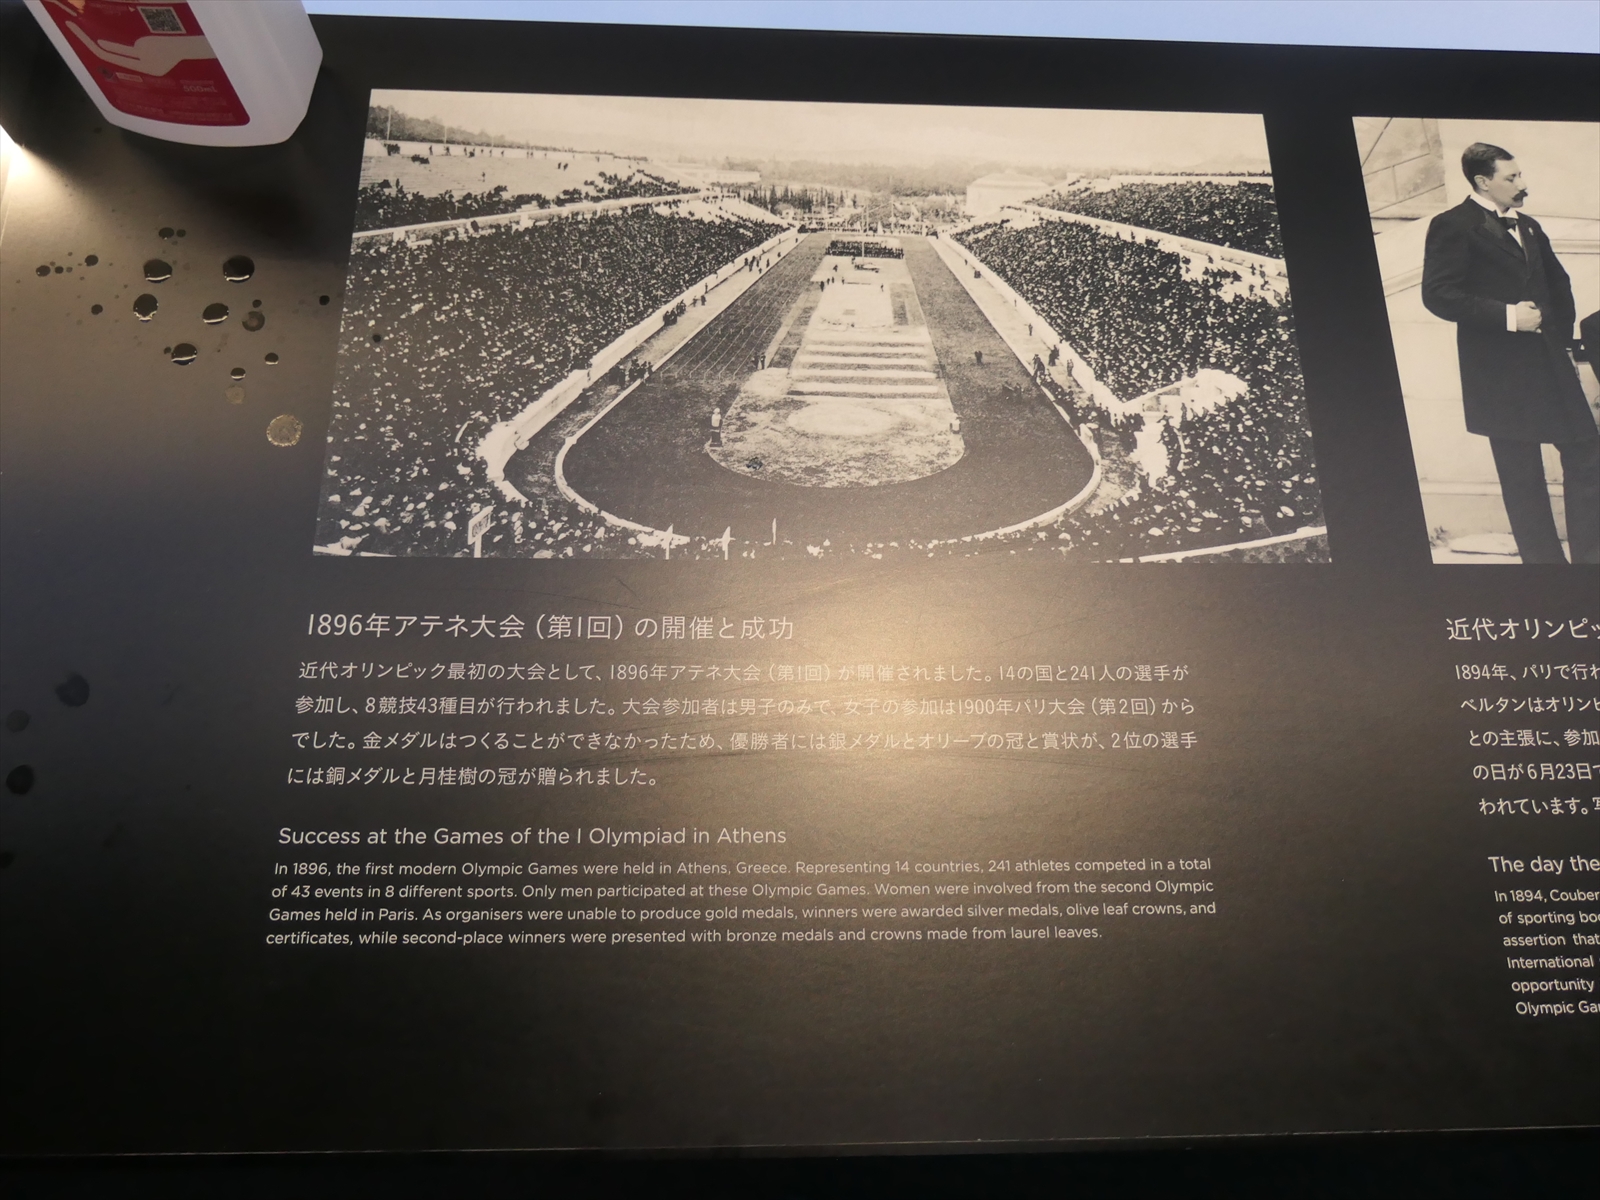 500mL
1896年アテネ大会（第1回）の開催と成功
近代オリンピック最初の大会として、1896年アテネ大会（第1回）が開催されました。14の国と241人の選手が
参加し、8競技43種目が行われました。大会参加者は男子のみで、女子の参加は1900年パリ大会（第2回）から
でした。金メダルはつくることができなかったため、優勝者には銀メダルとオリーブの冠と賞状が、2位の選手
には銅メダルと月桂樹の冠が贈られました。
Success at the Games of the I Olympiad in Athens
In 1896, the first modern Olympic Games were held in Athens, Greece. Representing 14 countries, 241 athletes competed in a total
of 43 events in 8 different sports. Only men participated at these Olympic Games. Women were involved from the second Olympic
Games held in Paris. As organisers were unable to produce gold medals, winners were awarded silver medals, olive leaf crowns, and
certificates, while second-place winners were presented with bronze medals and crowns made from laurel leaves.
近代オリンピッ
1894年、パリで行わ
ベルタンはオリンピ
との主張に、参加
の日が6月23日で
われています。写
The day the
In 1894, Couber
of sporting bo
assertion that
International
opportunity
Olympic Ga